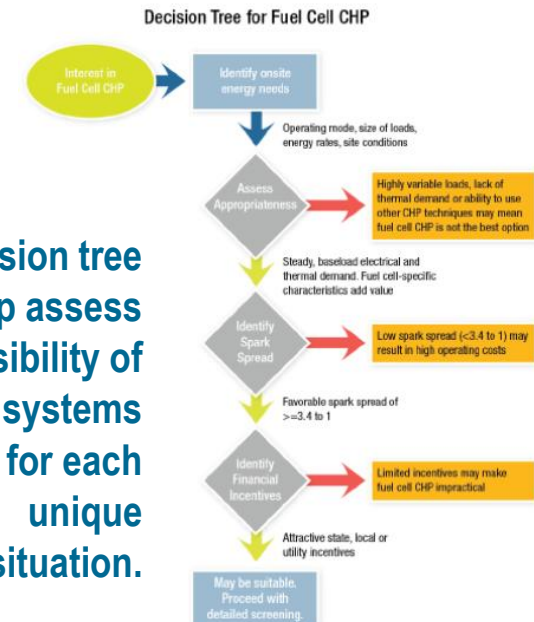 Decision Tree for Fuel Cell CHP
Interest in
Fuel Cell CHP
Identify onsite
energy needs
Operating mode, size of loads,
energy rates, site conditions
Assess
Appropriateness
Highly variable loads, lack of
thermal demand or ability to use
other CHP techniques may mean
fuel cell CHP is not the best option
Steady, baseload electrical and
thermal demand. Fuel cell-specific
characteristics add value
Identify
Spark
Spread
Low spark spread (<3.4 to 1) may
result in high operating costs
Favorable spark spread of
>=3.4 to 1
Identify
Financial
Incentives
Limited incentives may make
fuel cell CHP impractical
Attractive state, local or
utility incentives
May be suitable.
Proceed with
detailed screening.
sion tree
p assess
sibility of
systems
for each
unique
situation.